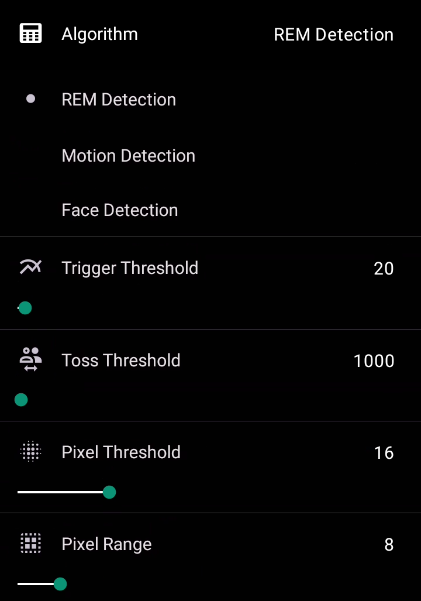 Algorithm REM Detection
REM Detection
Motion Detection
Face Detection
Trigger Threshold 20
Toss Threshold 1000
Pixel Threshold 16
Pixel Range 8